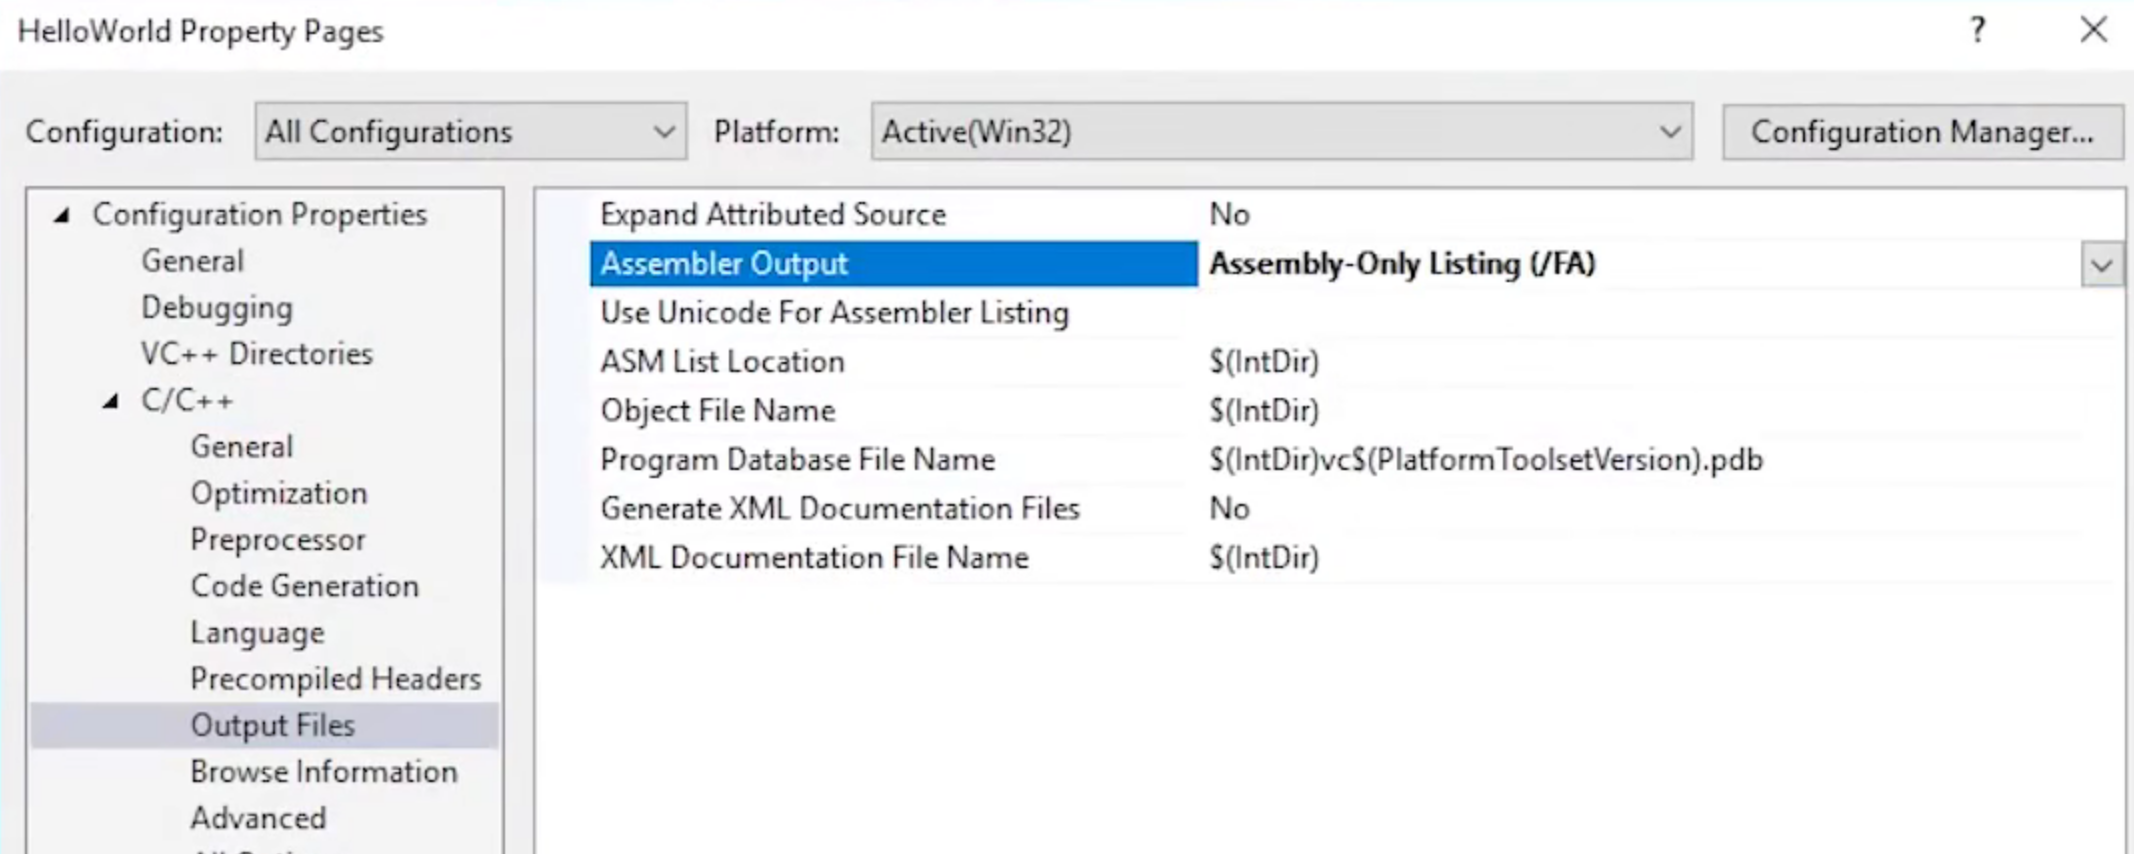 HelloWorld Property Pages
?
Configuration: All Configurations Platform: Active(Win32) Configuration Manager...
Configuration Properties
General
Debugging
VC++ Directories
C/C++
General
Optimization
Preprocessor
Code Generation
Language
Precompiled Headers
Output Files
Browse Information
Advanced
Expand Attributed Source No
Assembler Output Assembly-Only Listing (/FA)
Use Unicode For Assembler Listing
ASM List Location $(IntDir)
Object File Name $(IntDir)
Program Database File Name $(IntDir)vc$(PlatformToolsetVersion).pdb
Generate XML Documentation Files No
XML Documentation File Name $(IntDir)